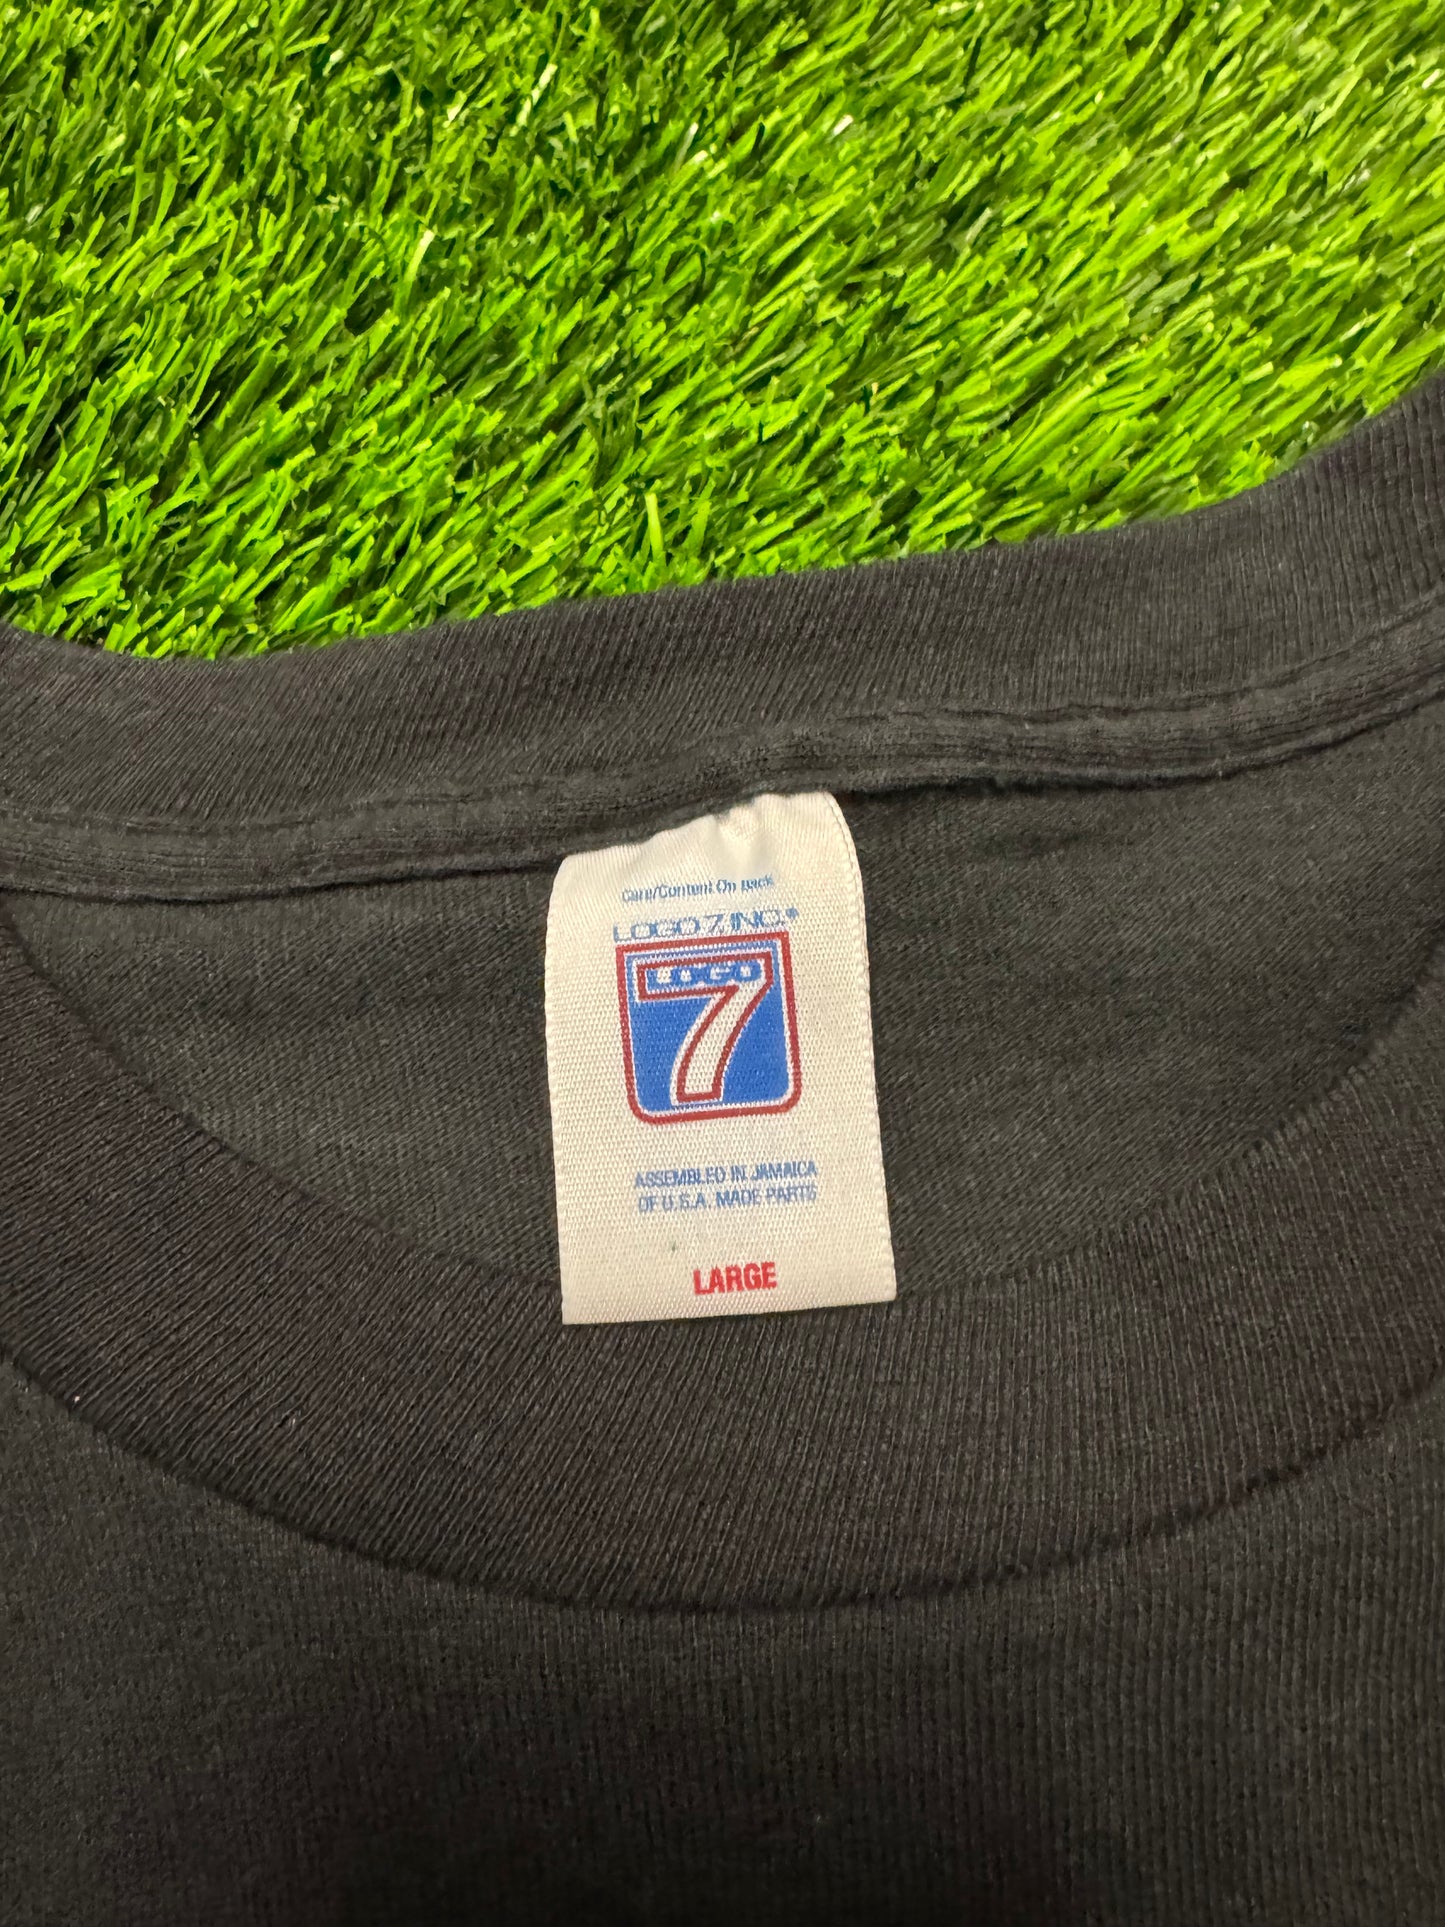 Care/Content On Back
LOGO 7, INC.®
LOGO
7
ASSEMBLED IN JAMAICA
OF U.S.A. MADE PARTS
LARGE